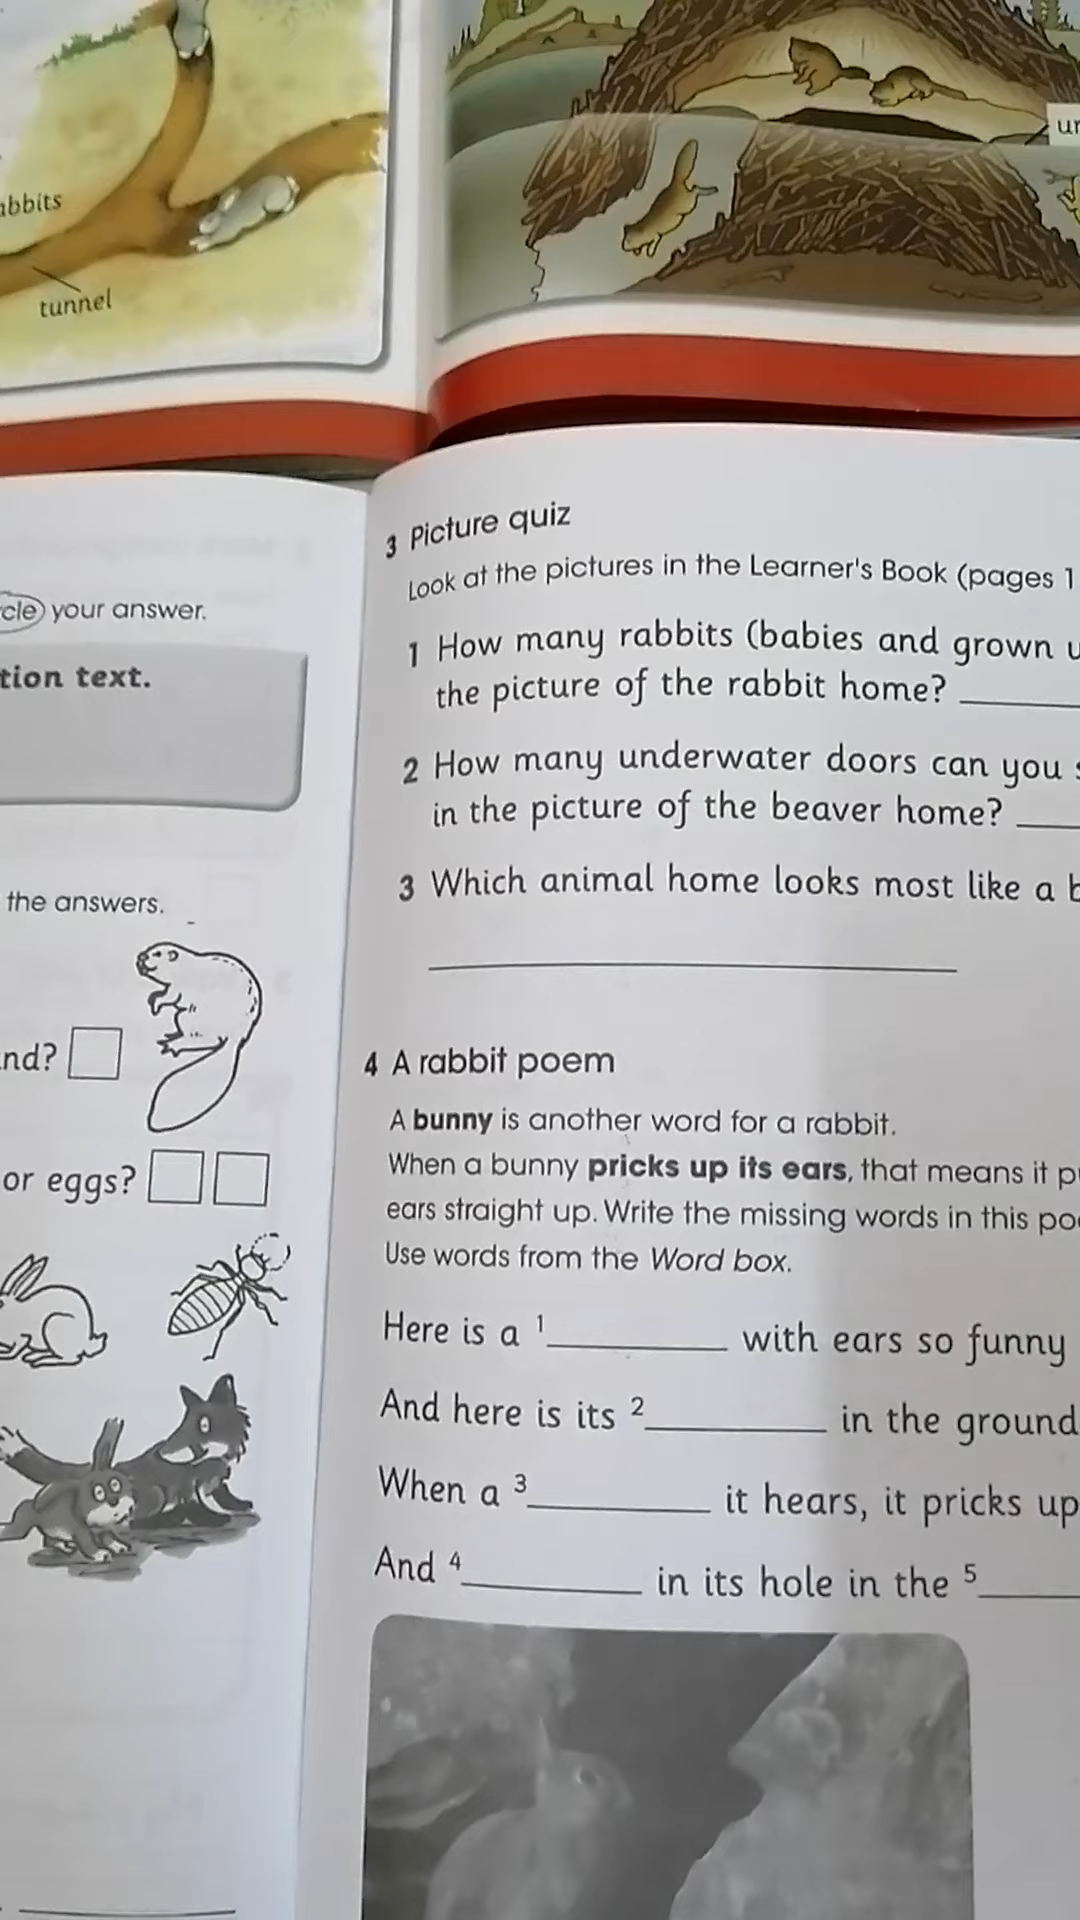 abbits
tunnel
ur
cle your answer.
tion text.
the answers.
nd?
or eggs?
3 Picture quiz
Look at the pictures in the Learner's Book (pages 1
1 How many rabbits (babies and grown u
the picture of the rabbit home?
2 How many underwater doors can you s
in the picture of the beaver home?
3 Which animal home looks most like a b
4 A rabbit poem
A bunny is another word for a rabbit.
When a bunny pricks up its ears, that means it pu
ears straight up. Write the missing words in this poe
Use words from the Word box.
Here is a 1 with ears so funny
And here is its 2 in the ground
When a 3 it hears, it pricks up
And 4 in its hole in the 5